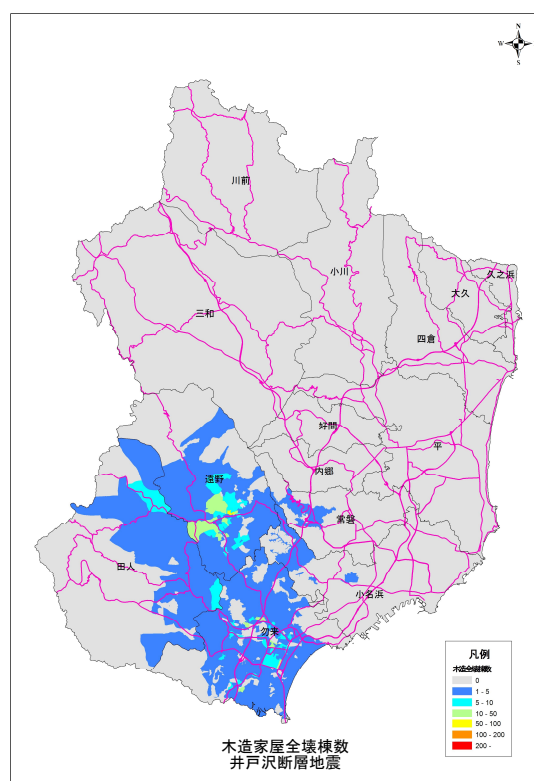 N
W
E
S
川前
小川
久之浜
大久
三和
四倉
好間
平
内郷
遠野
常磐
田人
小名浜
勿来
凡例
木造全壊棟数
0
1 - 5
5 - 10
10 - 50
50 - 100
100 - 200
200 -
木造家屋全壊棟数
井戸沢断層地震